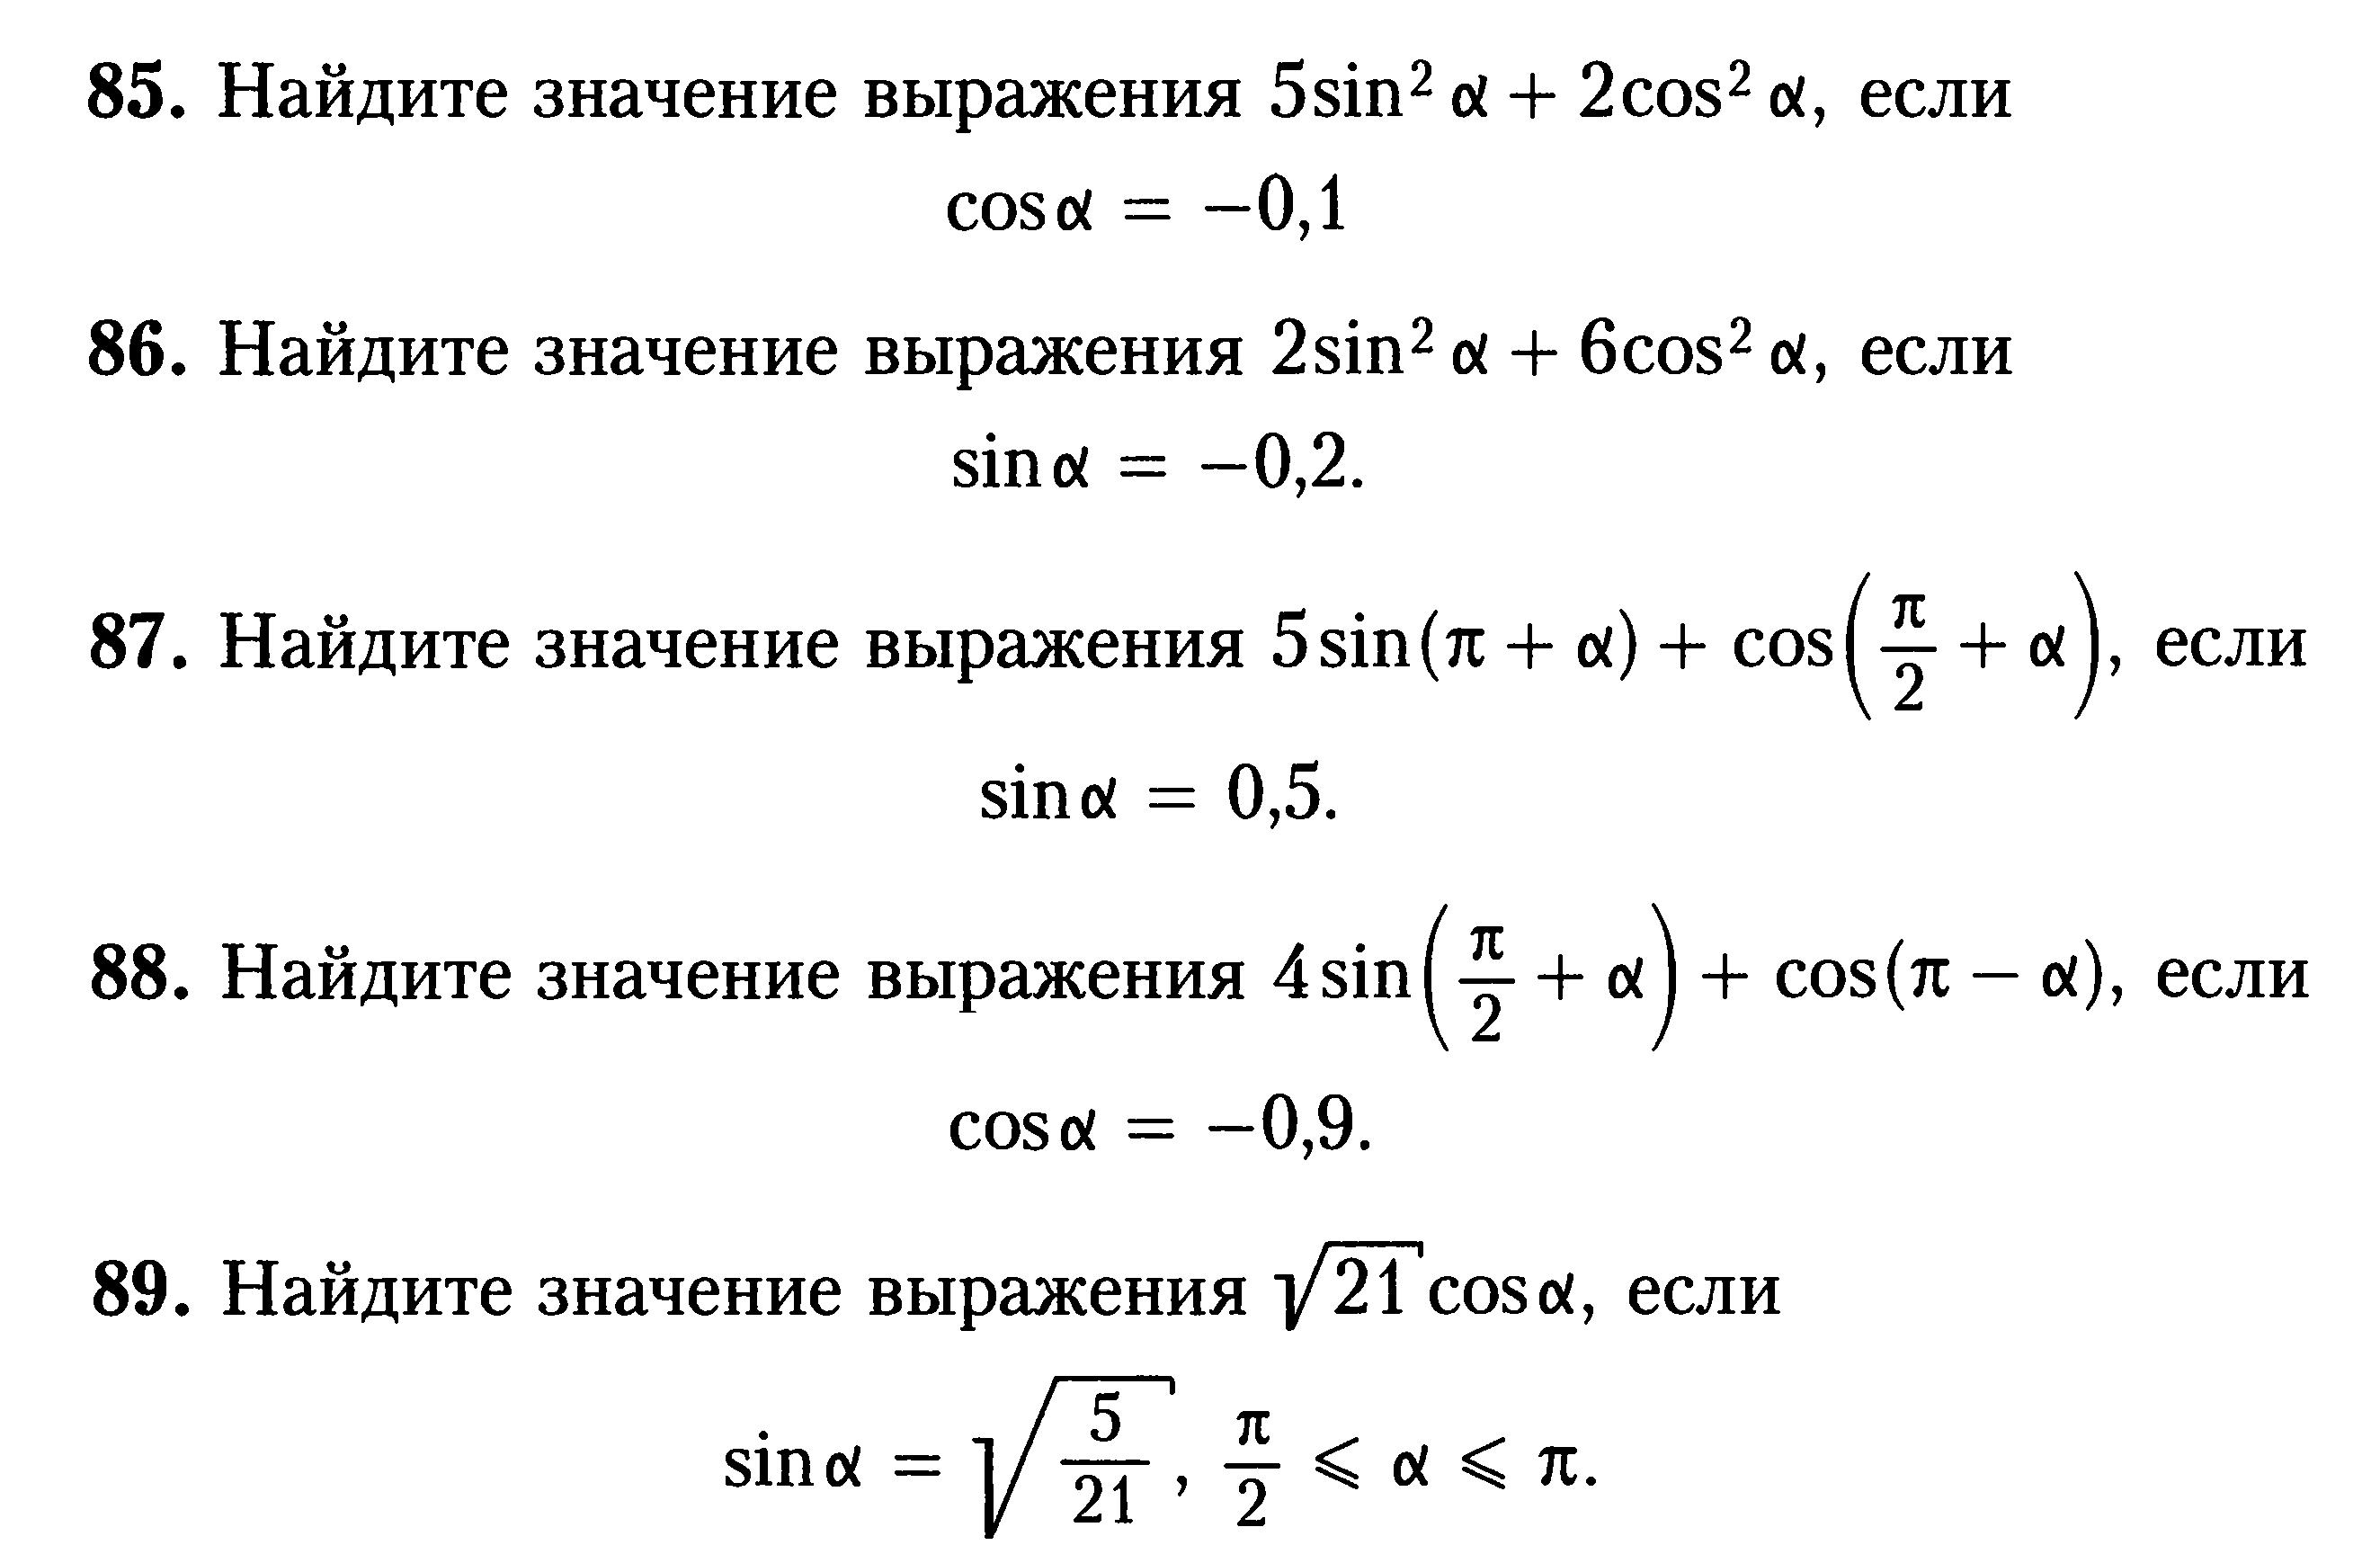 85. Найдите значение выражения 5sin² α + 2cos² α, если
cos α = −0,1
86. Найдите значение выражения 2sin² α + 6cos² α, если
sin α = −0,2.
87. Найдите значение выражения 5 sin(π + α) + cos(π/2 + α), если
sin α = 0,5.
88. Найдите значение выражения 4 sin(π/2 + α) + cos(π − α), если
cos α = −0,9.
89. Найдите значение выражения √21 cos α, если
sin α = √(5/21), π/2 ⩽ α ⩽ π.